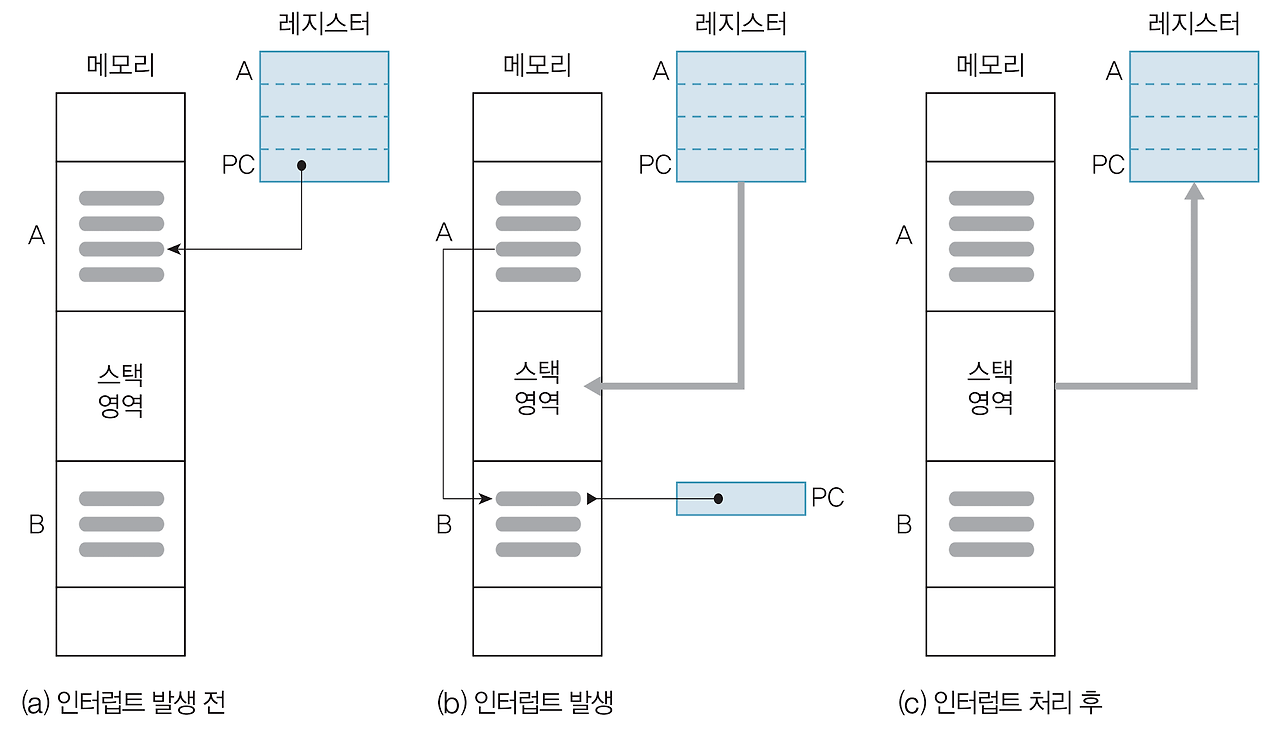 레지스터
메모리
A
PC
A
스택
영역
B
(a) 인터럽트 발생 전
레지스터
메모리
A
PC
A
스택
영역
PC
B
(b) 인터럽트 발생
레지스터
메모리
A
PC
A
스택
영역
B
(c) 인터럽트 처리 후